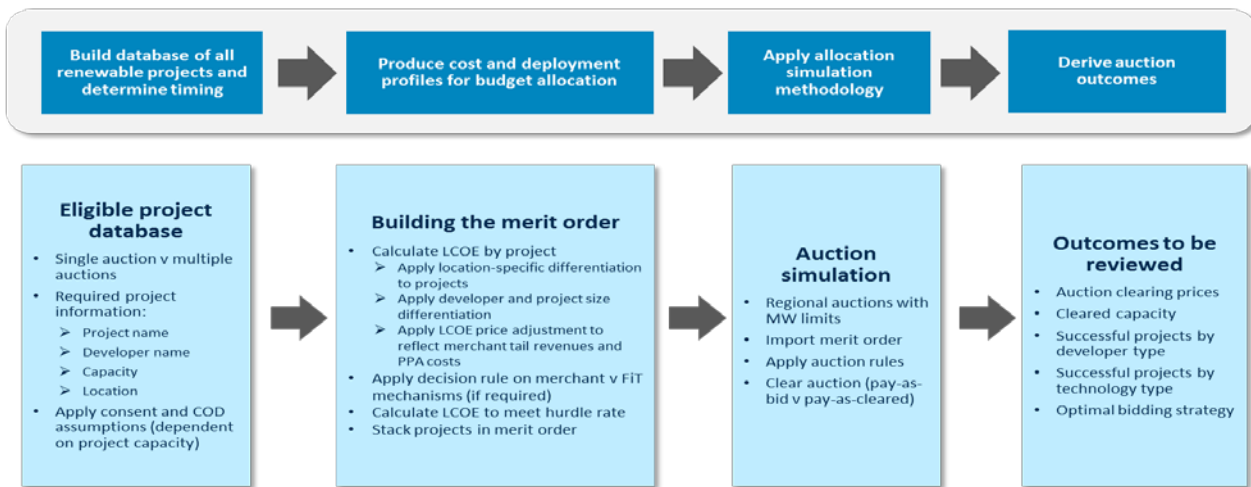 Build database of all
renewable projects and
determine timing
Produce cost and deployment
profiles for budget allocation
Apply allocation
simulation
methodology
Derive auction
outcomes
Eligible project
database
• Single auction v multiple
auctions
• Required project
information:
➢ Project name
➢ Developer name
➢ Capacity
➢ Location
• Apply consent and COD
assumptions (dependent
on project capacity)
Building the merit order
• Calculate LCOE by project
➢ Apply location-specific differentiation
to projects
➢ Apply developer and project size
differentiation
➢ Apply LCOE price adjustment to
reflect merchant tail revenues and
PPA costs
• Apply decision rule on merchant v FiT
mechanisms (if required)
• Calculate LCOE to meet hurdle rate
• Stack projects in merit order
Auction
simulation
• Regional auctions with
MW limits
• Import merit order
• Apply auction rules
• Clear auction (pay-as-
bid v pay-as-cleared)
Outcomes to be
reviewed
• Auction clearing prices
• Cleared capacity
• Successful projects by
developer type
• Successful projects by
technology type
• Optimal bidding strategy